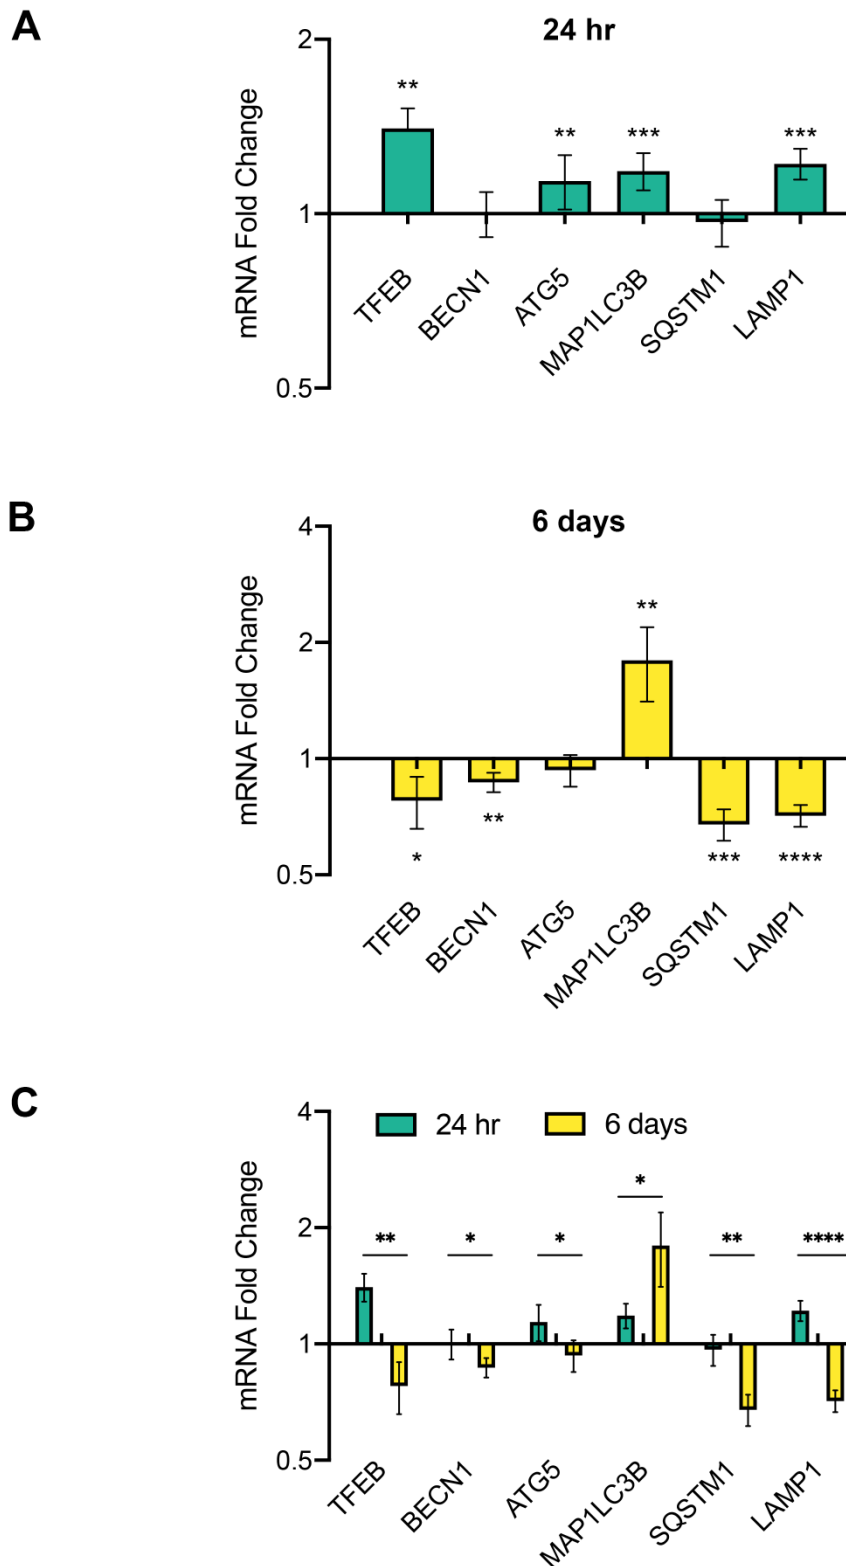 A
24 hr
mRNA Fold Change
2
1
0.5
** ** *** ***
TFEB BECN1 ATG5 MAP1LC3B SQSTM1 LAMP1
B
6 days
mRNA Fold Change
4
2
1
0.5
**
* ** *** ****
TFEB BECN1 ATG5 MAP1LC3B SQSTM1 LAMP1
C
24 hr 6 days
mRNA Fold Change
4
2
1
0.5
** * * * ** ****
TFEB BECN1 ATG5 MAP1LC3B SQSTM1 LAMP1